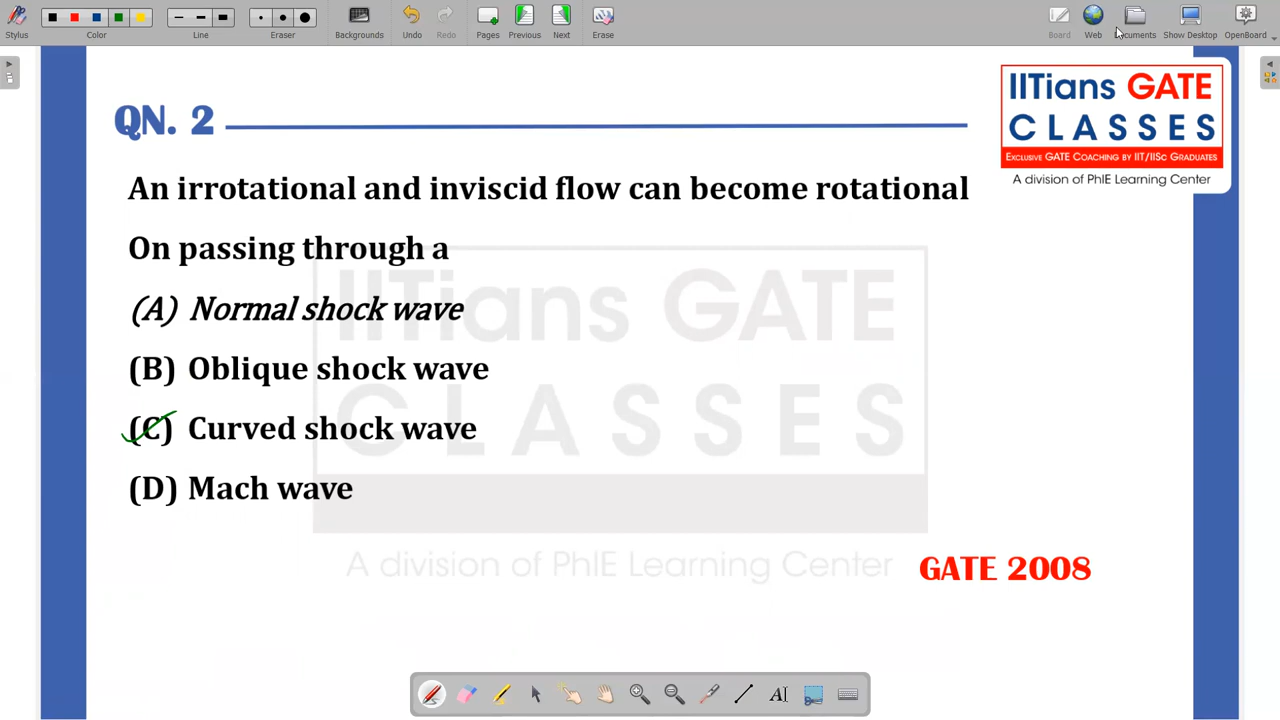 Stylus
Color
Line
Eraser
Backgrounds
Undo
Redo
Pages
Previous
Next
Erase
Board
Web
Documents
Show Desktop
OpenBoard
QN. 2
IITians GATE
CLASSES
EXCLUSIVE GATE COACHING BY IIT/IISc GRADUATES
A division of PhIE Learning Center
An irrotational and inviscid flow can become rotational
On passing through a
(A) Normal shock wave
(B) Oblique shock wave
(C) Curved shock wave
(D) Mach wave
IITians GATE
CLASSES
A division of PhIE Learning Center
GATE 2008